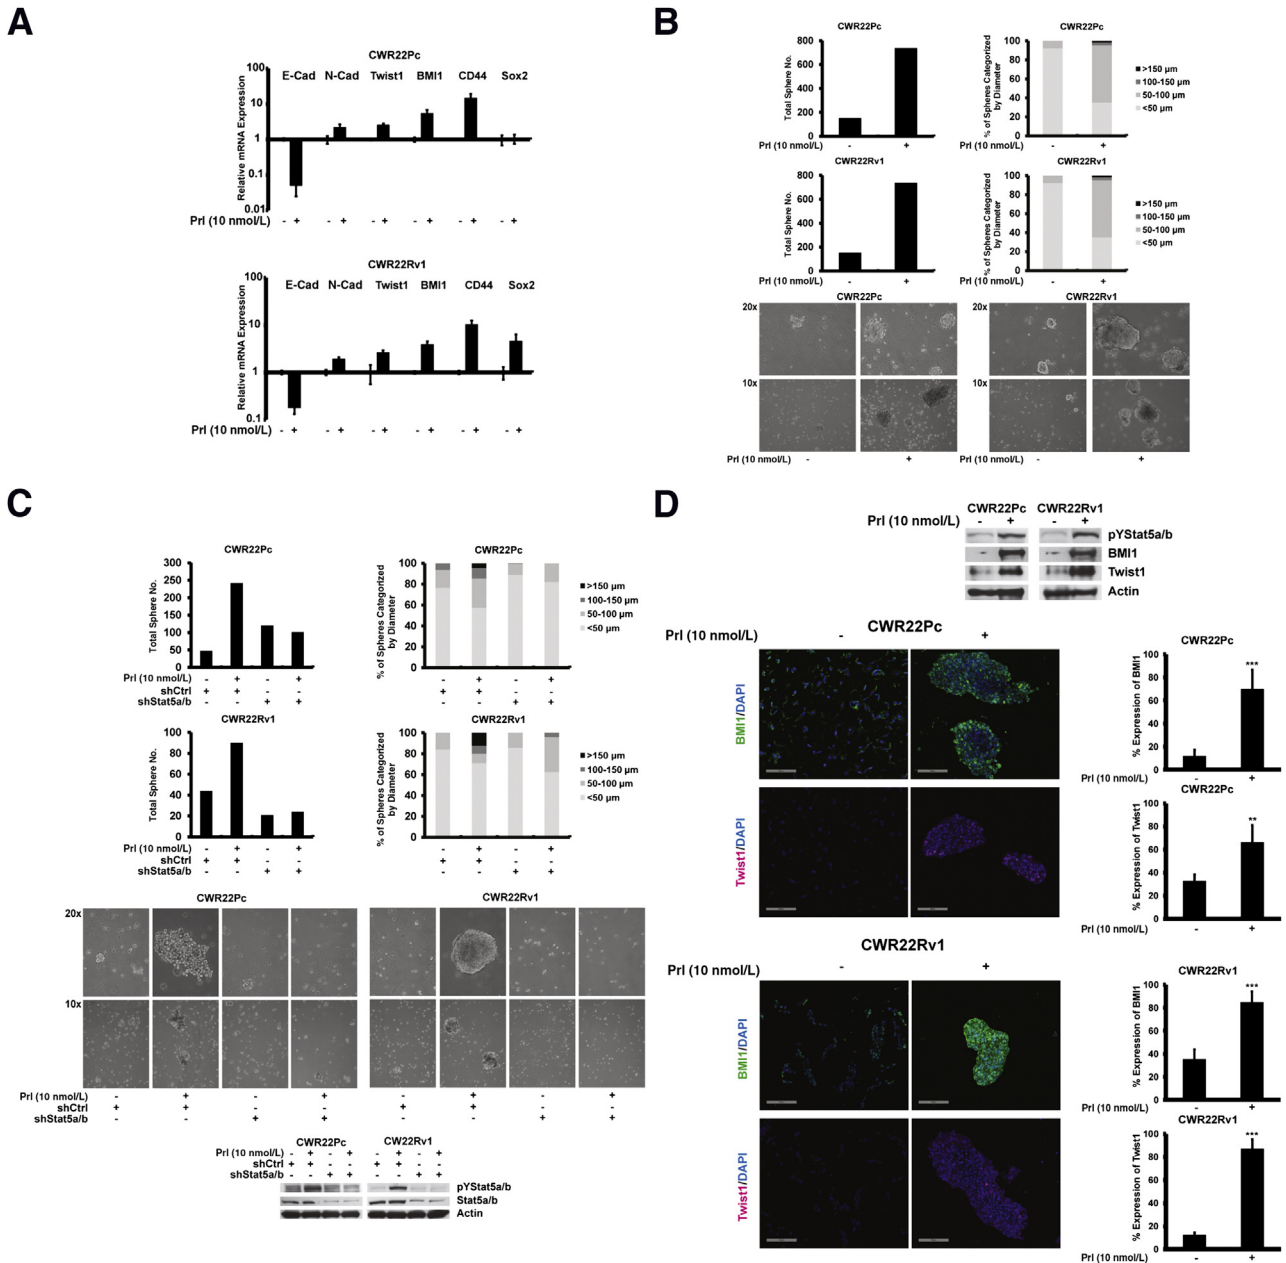 A
CWR22Pc
E-Cad N-Cad Twist1 BMI1 CD44 Sox2
Relative mRNA Expression
100
10
1
0.1
0.01
Prl (10 nmol/L) - + - + - + - + - + - +
CWR22Rv1
E-Cad N-Cad Twist1 BMI1 CD44 Sox2
Relative mRNA Expression
100
10
1
0.1
Prl (10 nmol/L) - + - + - + - + - + - +
B
CWR22Pc
Total Sphere No.
800
600
400
200
0
Prl (10 nmol/L) - +
CWR22Pc
% of Spheres Categorized
by Diameter
100
80
60
40
20
0
>150 µm
100-150 µm
50-100 µm
<50 µm
Prl (10 nmol/L) - +
CWR22Rv1
Total Sphere No.
800
600
400
200
0
Prl (10 nmol/L) - +
CWR22Rv1
% of Spheres Categorized
by Diameter
100
80
60
40
20
0
>150 µm
100-150 µm
50-100 µm
<50 µm
Prl (10 nmol/L) - +
CWR22Pc
20x
10x
Prl (10 nmol/L) - +
CWR22Rv1
20x
10x
Prl (10 nmol/L) - +
C
CWR22Pc
Total Sphere No.
300
250
200
150
100
50
0
Prl (10 nmol/L) - + - +
shCtrl + + - -
shStat5a/b - - + +
CWR22Pc
% of Spheres Categorized
by Diameter
100
80
60
40
20
0
>150 µm
100-150 µm
50-100 µm
<50 µm
- + - +
+ + - -
- - + +
CWR22Rv1
Total Sphere No.
100
80
60
40
20
0
Prl (10 nmol/L) - + - +
shCtrl + + - -
shStat5a/b - - + +
CWR22Rv1
% of Spheres Categorized
by Diameter
100
80
60
40
20
0
>150 µm
100-150 µm
50-100 µm
<50 µm
- + - +
+ + - -
- - + +
CWR22Pc CWR22Rv1
20x
10x
Prl (10 nmol/L) - + - + - + - +
shCtrl + + - - + + - -
shStat5a/b - - + + - - + +
CWR22Pc CW22Rv1
Prl (10 nmol/L) - + - + - + - +
shCtrl + + - - + + - -
shStat5a/b - - + + - - + +
pYStat5a/b
Stat5a/b
Actin
D
CWR22Pc CWR22Rv1
Prl (10 nmol/L) - + - +
pYStat5a/b
BMI1
Twist1
Actin
CWR22Pc
Prl (10 nmol/L) - +
BMI1/DAPI
Twist1/DAPI
CWR22Pc
% Expression of BMI1
100
80
60
40
20
0
***
Prl (10 nmol/L) - +
CWR22Pc
% Expression of Twist1
100
80
60
40
20
0
**
Prl (10 nmol/L) - +
CWR22Rv1
Prl (10 nmol/L) - +
BMI1/DAPI
Twist1/DAPI
CWR22Rv1
% Expression of BMI1
100
80
60
40
20
0
***
Prl (10 nmol/L) - +
CWR22Rv1
% Expression of Twist1
100
80
60
40
20
0
***
Prl (10 nmol/L) - +